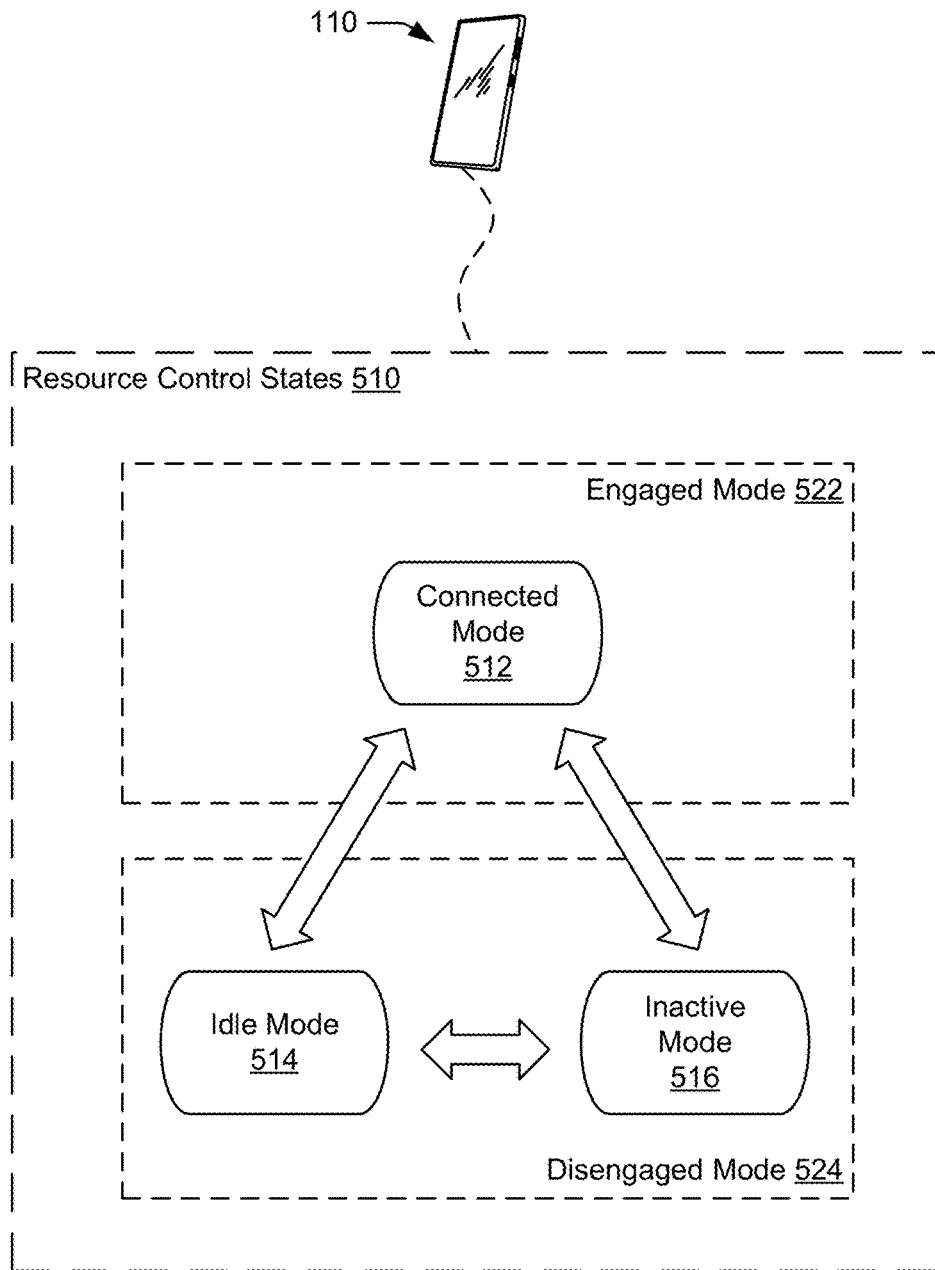 110
Resource Control States 510
Engaged Mode 522
Connected
Mode
512
Idle Mode
514
Inactive
Mode
516
Disengaged Mode 524